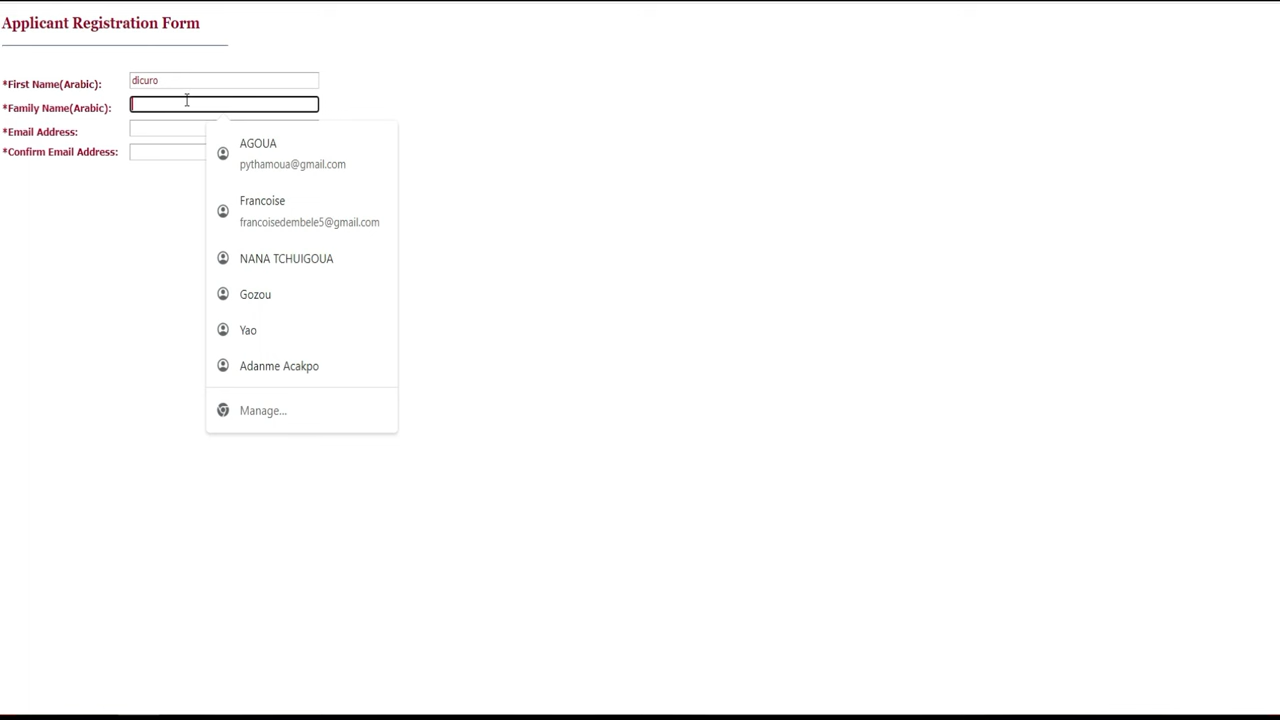 Applicant Registration Form
*First Name(Arabic): dicuro
*Family Name(Arabic):
*Email Address:
*Confirm Email Address:
AGOUA
pythamoua@gmail.com
Francoise
francoisedembele5@gmail.com
NANA TCHUIGOUA
Gozou
Yao
Adanme Acakpo
Manage...